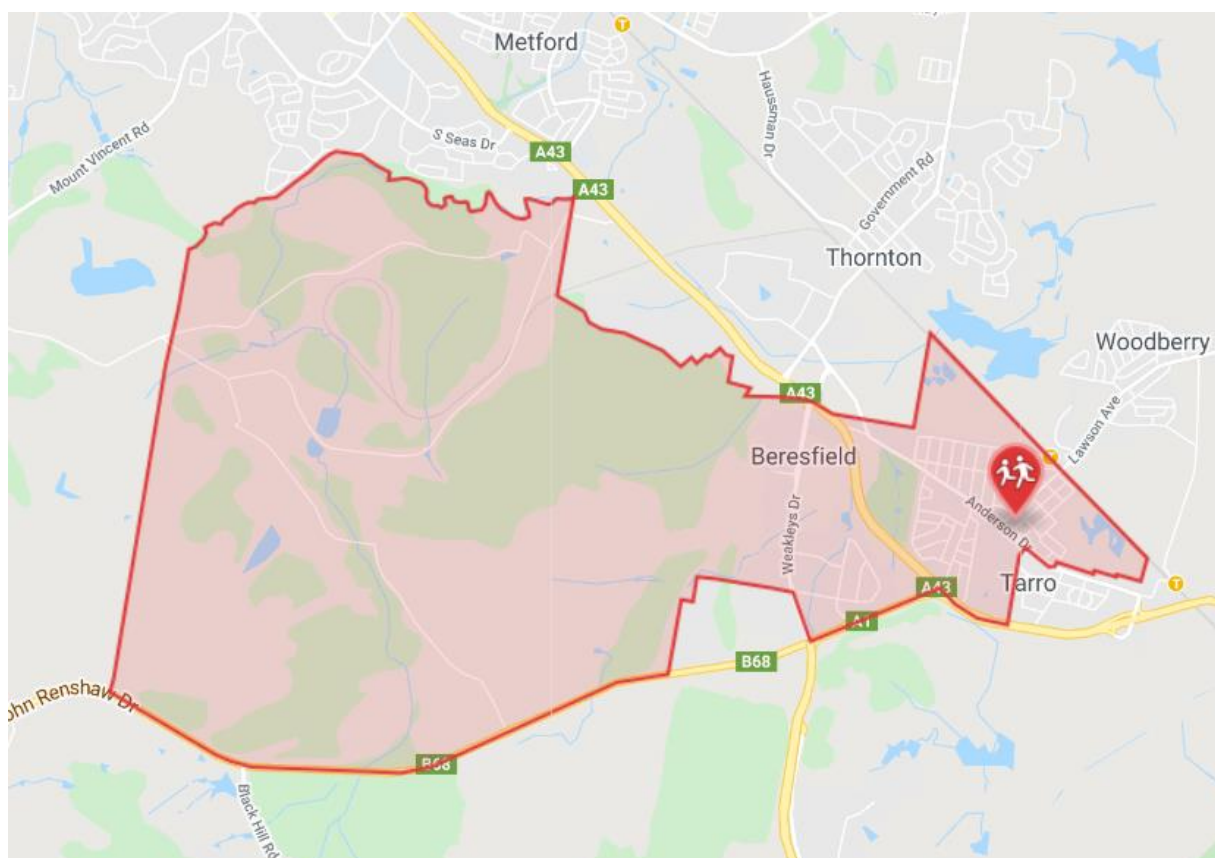 Metford
T
Mount Vincent Rd
S Seas Dr
Haussman Dr
A43
A43
Government Rd
Thornton
Woodberry
A43
Lawson Ave
Beresfield
Anderson Dr
Weakleys Dr
A43
Tarro
T
A1
B68
John Renshaw Dr
B68
Black Hill Rd